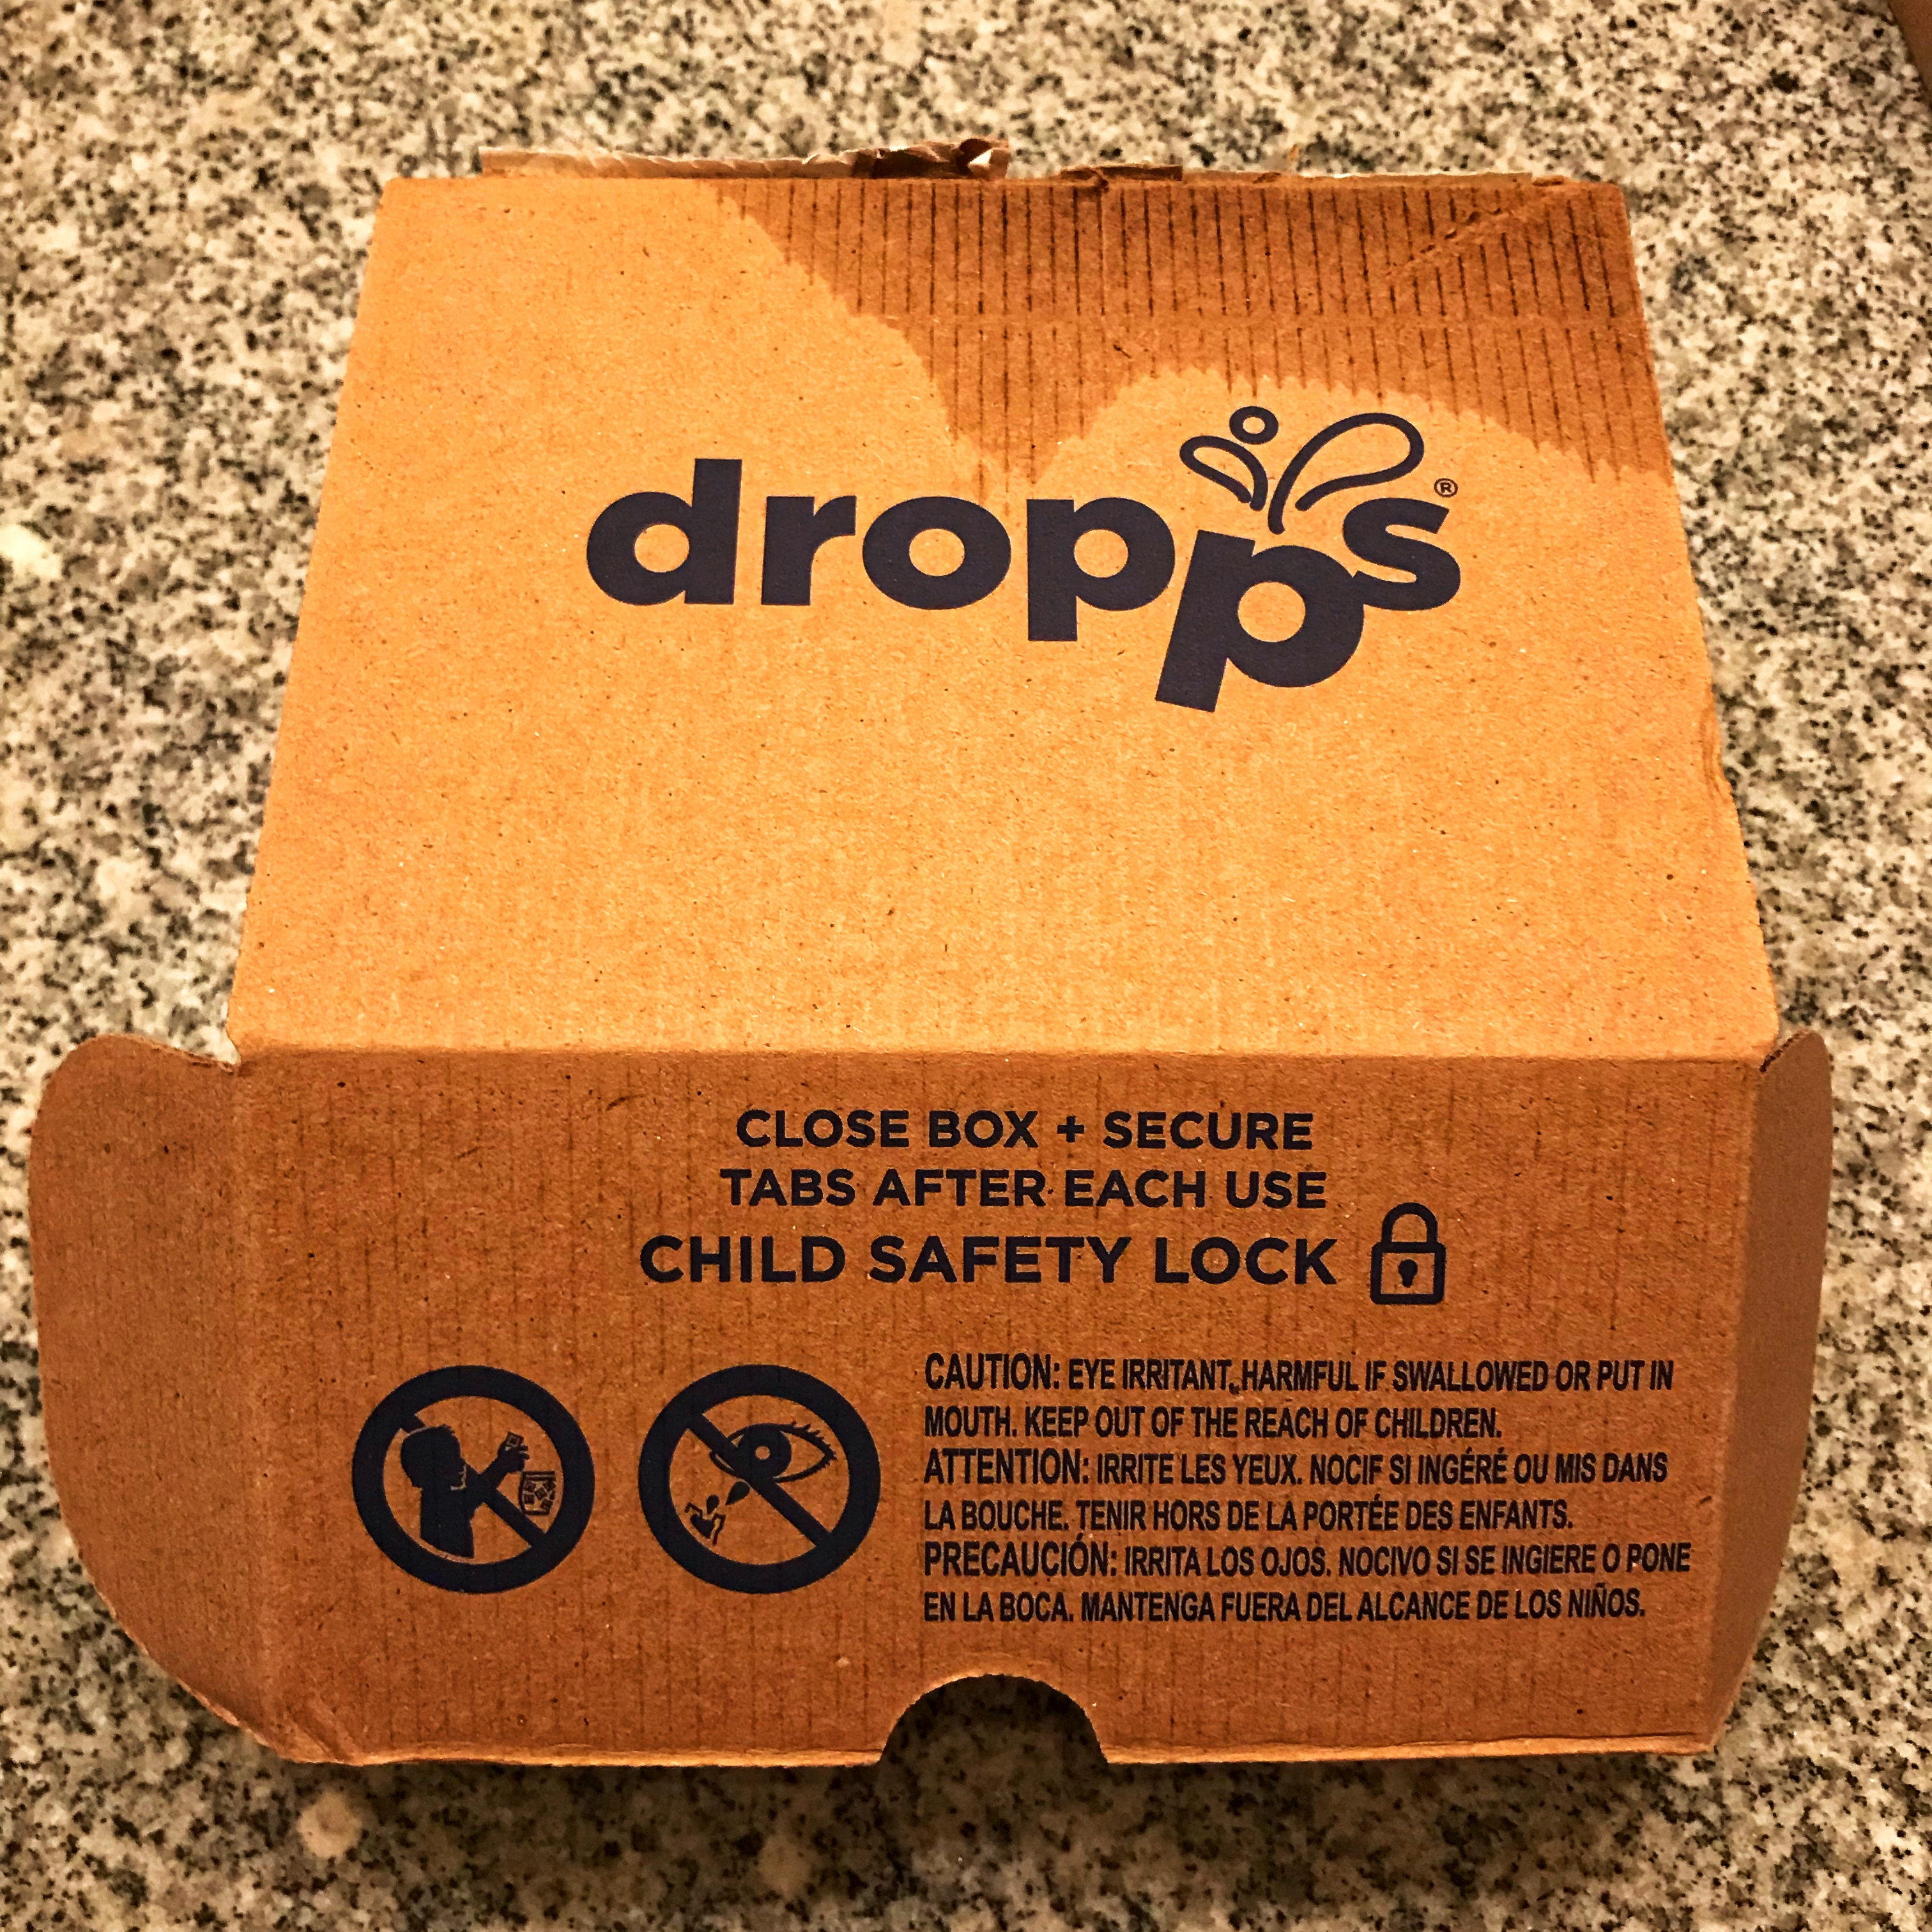 dropps®
CLOSE BOX + SECURE
TABS AFTER EACH USE
CHILD SAFETY LOCK
CAUTION: EYE IRRITANT. HARMFUL IF SWALLOWED OR PUT IN
MOUTH. KEEP OUT OF THE REACH OF CHILDREN.
ATTENTION: IRRITE LES YEUX. NOCIF SI INGÉRÉ OU MIS DANS
LA BOUCHE. TENIR HORS DE LA PORTÉE DES ENFANTS.
PRECAUCIÓN: IRRITA LOS OJOS. NOCIVO SI SE INGIERE O PONE
EN LA BOCA. MANTENGA FUERA DEL ALCANCE DE LOS NIÑOS.